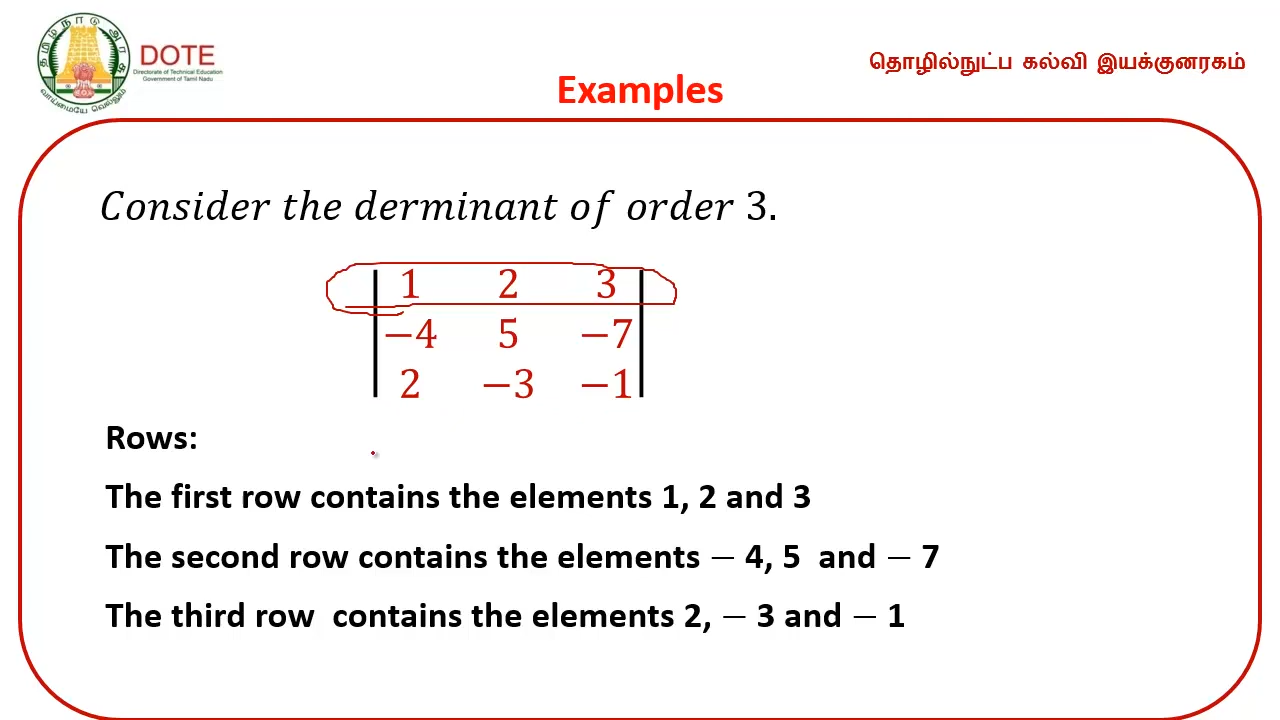 தமிழ்நாடு அரசு
வாய்மையே வெல்லும்
DOTE
Directorate of Technical Education
Government of Tamil Nadu
தொழில்நுட்ப கல்வி இயக்குனரகம்
Examples
Consider the derminant of order 3.
1 2 3
−4 5 −7
2 −3 −1
Rows:
The first row contains the elements 1, 2 and 3
The second row contains the elements − 4, 5 and − 7
The third row contains the elements 2, − 3 and − 1